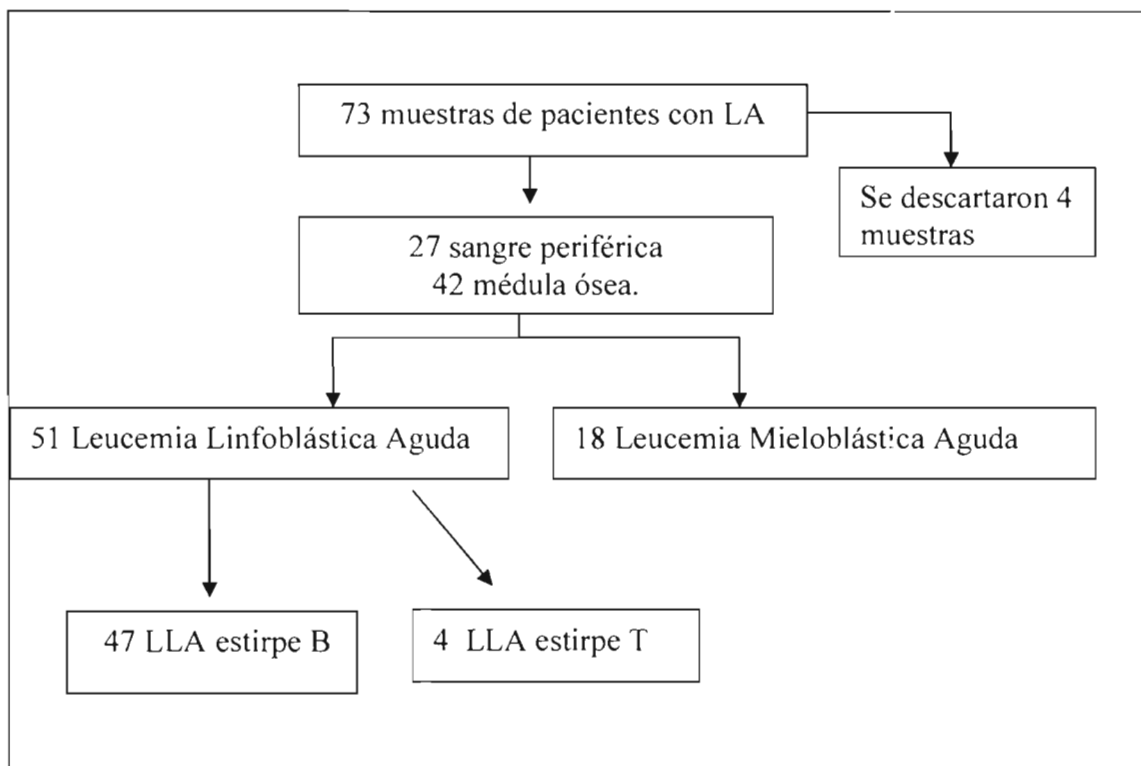 73 muestras de pacientes con LA
Se descartaron 4
muestras
27 sangre periférica
42 médula ósea.
51 Leucemia Linfoblástica Aguda
18 Leucemia Mieloblástica Aguda
47 LLA estirpe B
4 LLA estirpe T